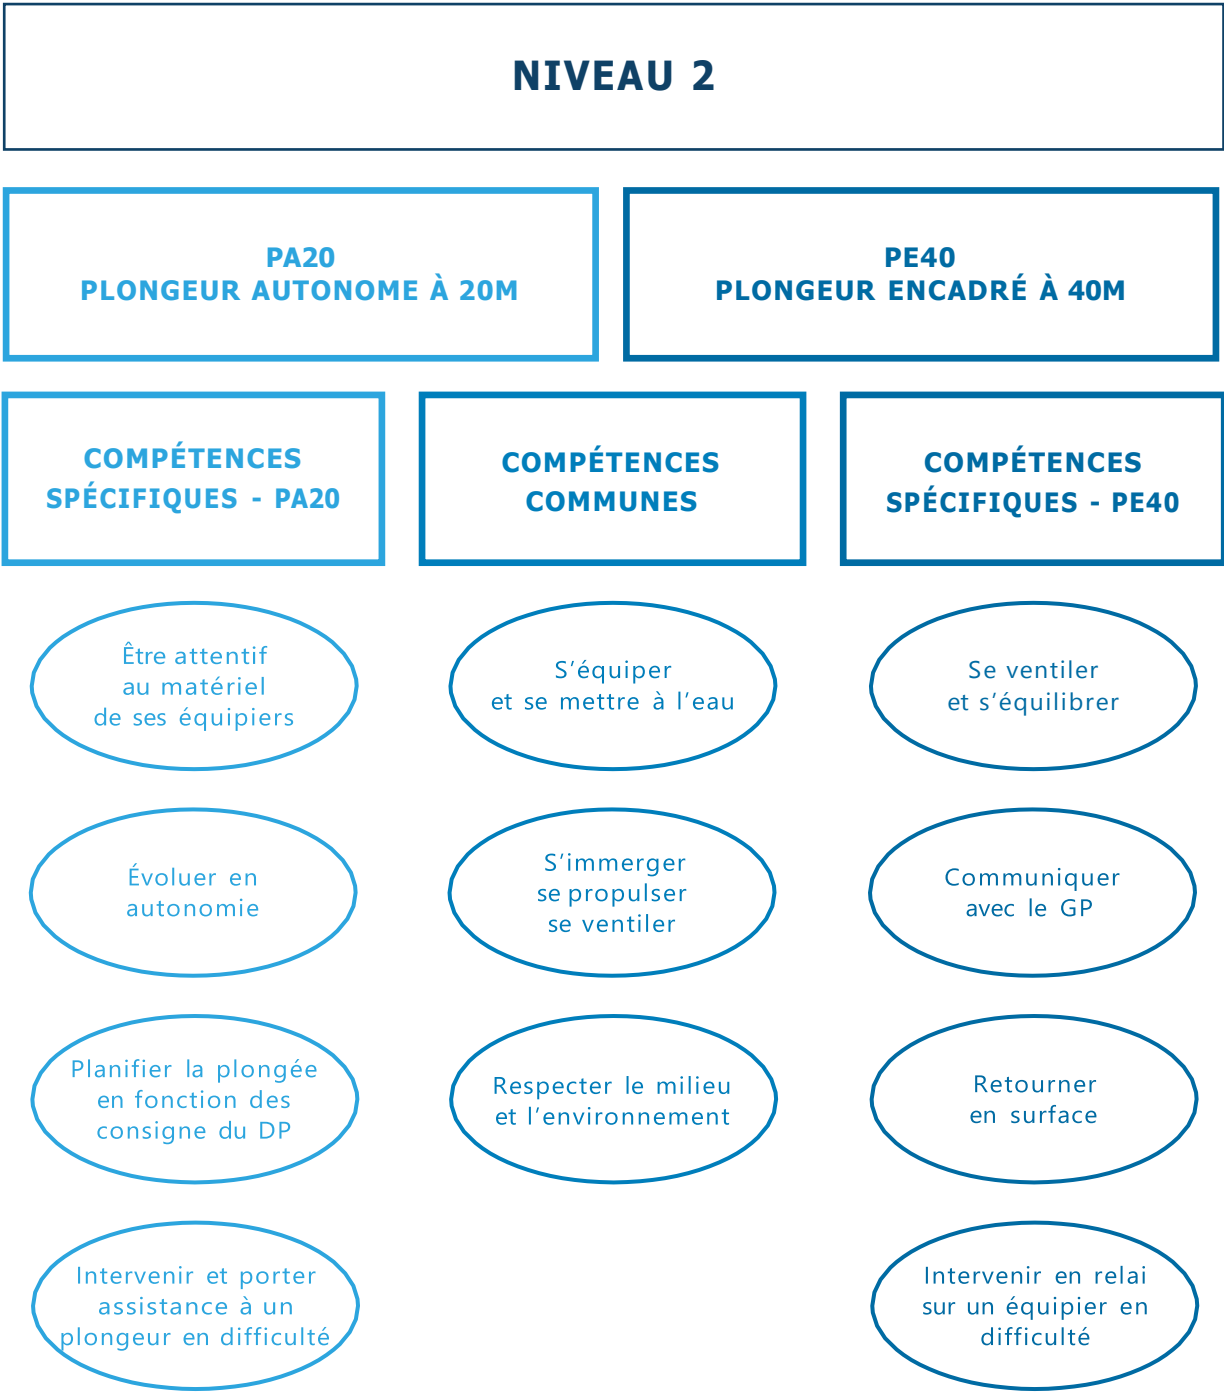 NIVEAU 2
PA20
PLONGEUR AUTONOME À 20M
PE40
PLONGEUR ENCADRÉ À 40M
COMPÉTENCES
SPÉCIFIQUES - PA20
COMPÉTENCES
COMMUNES
COMPÉTENCES
SPÉCIFIQUES - PE40
Être attentif
au matériel
de ses équipiers
S’équiper
et se mettre à l’eau
Se ventiler
et s’équilibrer
Évoluer en
autonomie
S’immerger
se propulser
se ventiler
Communiquer
avec le GP
Planifier la plongée
en fonction des
consigne du DP
Respecter le milieu
et l’environnement
Retourner
en surface
Intervenir et porter
assistance à un
plongeur en difficulté
Intervenir en relai
sur un équipier en
difficulté